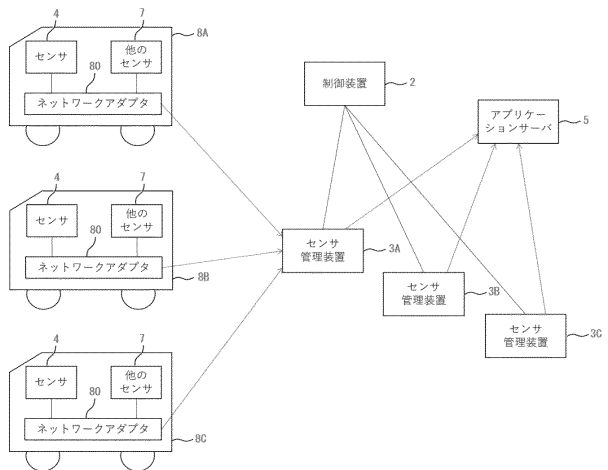 4
7
8A
センサ
他の
センサ
80
ネットワークアダプタ
制御装置
2
アプリケー
ションサーバ
5
4
7
センサ
他の
センサ
80
ネットワークアダプタ
8B
センサ
管理装置
3A
センサ
管理装置
3B
センサ
管理装置
3C
4
7
センサ
他の
センサ
80
ネットワークアダプタ
8C